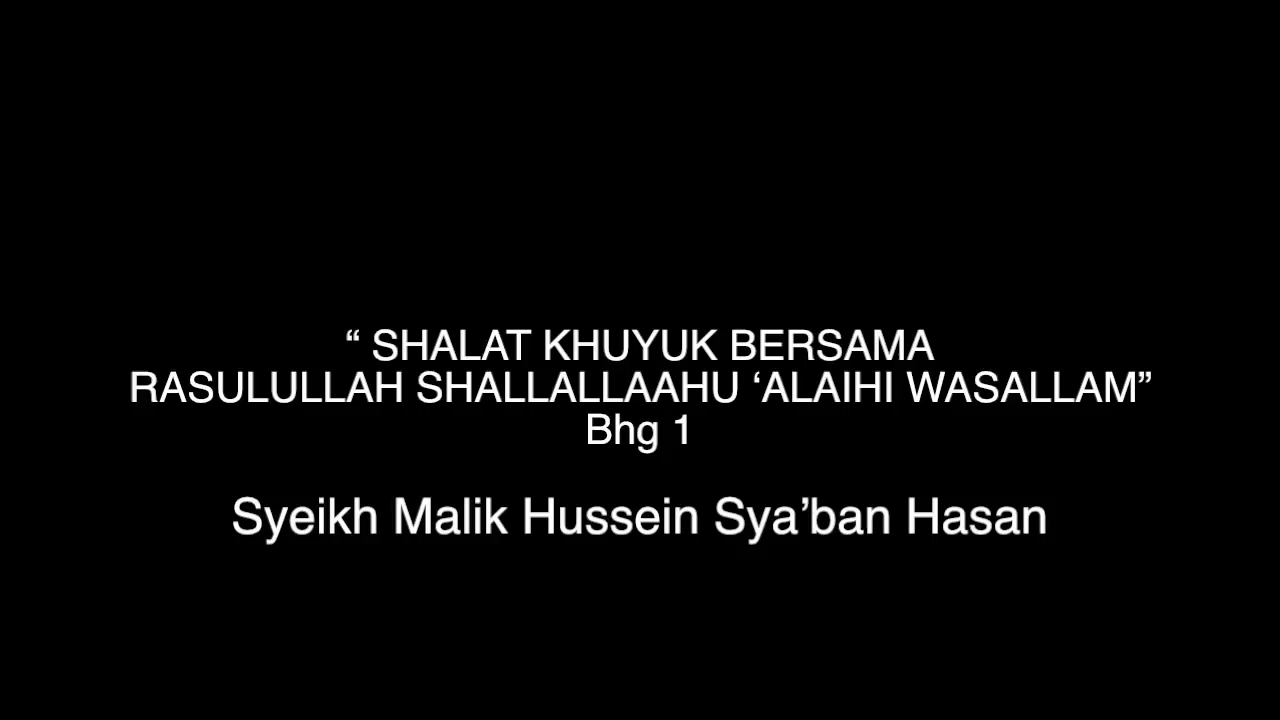 “ SHALAT KHUYUK BERSAMA
RASULULLAH SHALLALLAAHU ‘ALAIHI WASALLAM”
Bhg 1
Syeikh Malik Hussein Sya’ban Hasan